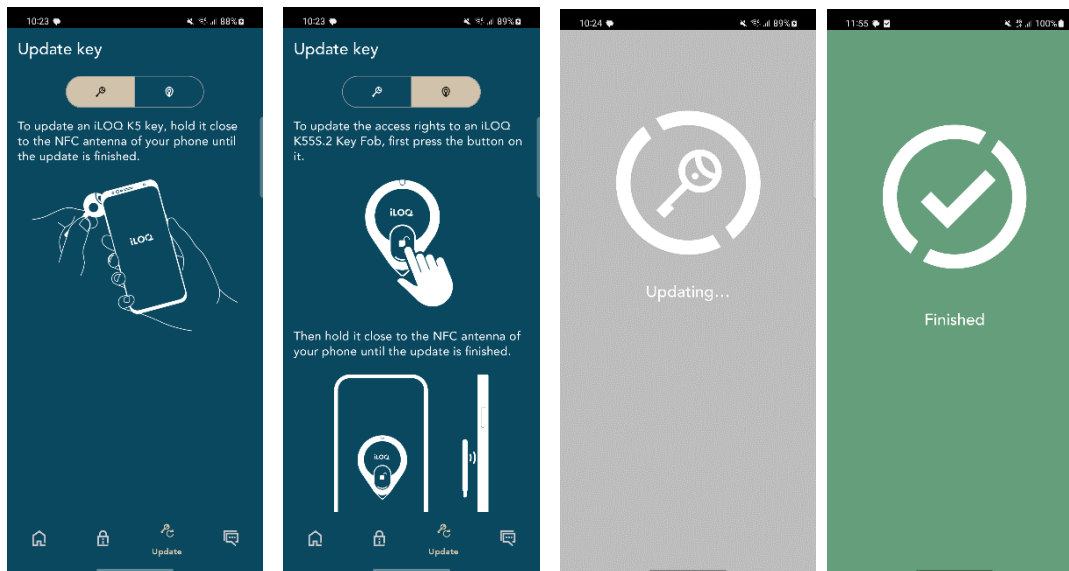 10:23
88%
Update key
To update an iLOQ K5 key, hold it close
to the NFC antenna of your phone until
the update is finished.
iLOQ
Update
10:23
89%
Update key
To update the access rights to an iLOQ
K55S.2 Key Fob, first press the button on
it.
iLOQ
Then hold it close to the NFC antenna of
your phone until the update is finished.
iLOQ
Update
10:24
89%
Updating...
11:55
100%
Finished